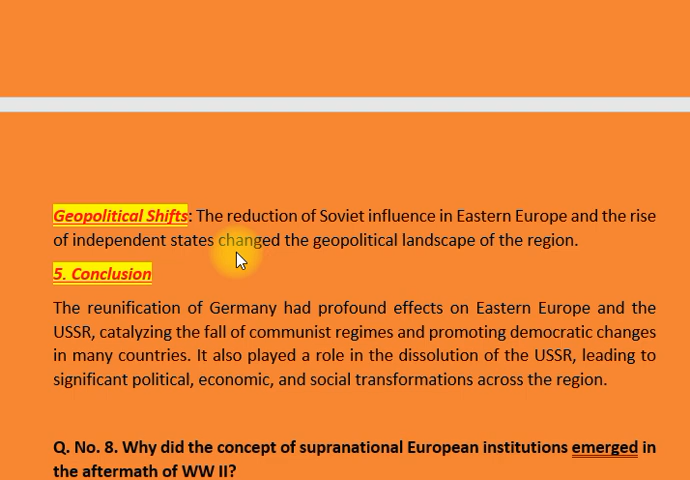 Geopolitical Shifts: The reduction of Soviet influence in Eastern Europe and the rise
of independent states changed the geopolitical landscape of the region.
5. Conclusion
The reunification of Germany had profound effects on Eastern Europe and the
USSR, catalyzing the fall of communist regimes and promoting democratic changes
in many countries. It also played a role in the dissolution of the USSR, leading to
significant political, economic, and social transformations across the region.
Q. No. 8. Why did the concept of supranational European institutions emerged in
the aftermath of WW II?